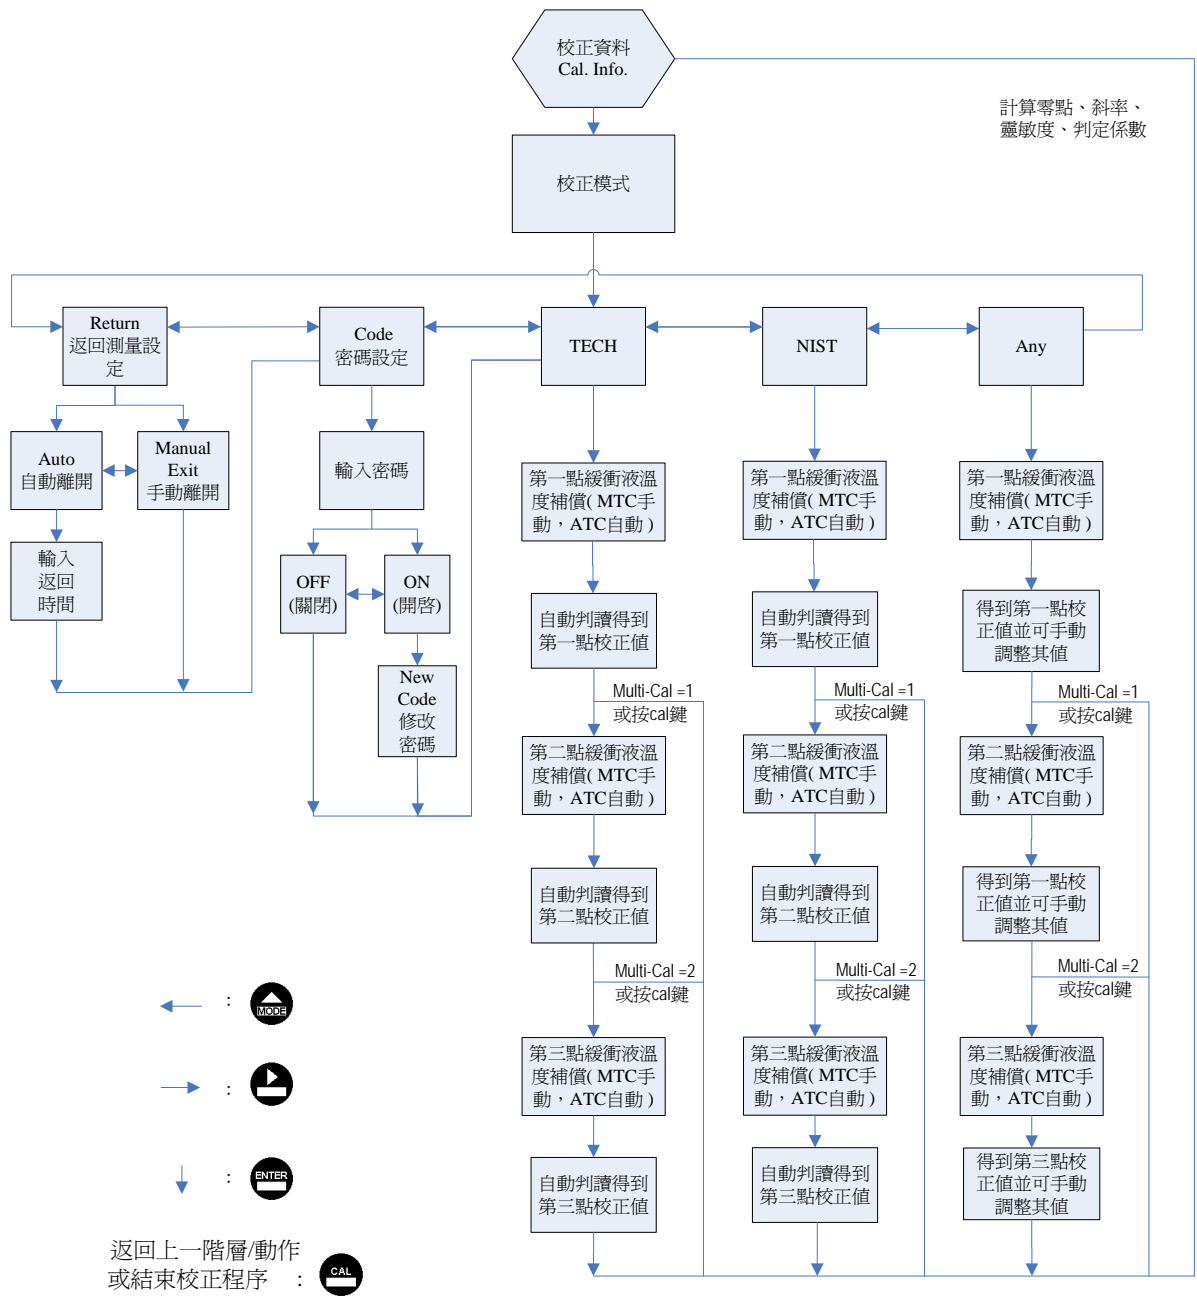 校正資料
Cal. Info.
計算零點、斜率、
靈敏度、判定係數
校正模式
Return
返回測量設
定
Code
密碼設定
TECH
NIST
Any
Auto
自動離開
Manual
Exit
手動離開
輸入密碼
輸入
返回
時間
OFF
(關閉)
ON
(開啓)
New
Code
修改
密碼
第一點緩衝液溫
度補償( MTC手
動，ATC自動 )
自動判讀得到
第一點校正值
Multi-Cal =1
或按cal鍵
第二點緩衝液溫
度補償( MTC手
動，ATC自動 )
自動判讀得到
第二點校正值
Multi-Cal =2
或按cal鍵
第三點緩衝液溫
度補償( MTC手
動，ATC自動 )
自動判讀得到
第三點校正值
第一點緩衝液溫
度補償( MTC手
動，ATC自動 )
自動判讀得到
第一點校正值
Multi-Cal =1
或按cal鍵
第二點緩衝液溫
度補償( MTC手
動，ATC自動 )
自動判讀得到
第二點校正值
Multi-Cal =2
或按cal鍵
第三點緩衝液溫
度補償( MTC手
動，ATC自動 )
自動判讀得到
第三點校正值
第一點緩衝液溫
度補償( MTC手
動，ATC自動 )
得到第一點校
正值並可手動
調整其值
Multi-Cal =1
或按cal鍵
第二點緩衝液溫
度補償( MTC手
動，ATC自動 )
得到第一點校
正值並可手動
調整其值
Multi-Cal =2
或按cal鍵
第三點緩衝液溫
度補償( MTC手
動，ATC自動 )
得到第三點校
正值並可手動
調整其值
: MODE
:
: ENTER
返回上一階層/動作
或結束校正程序 : CAL